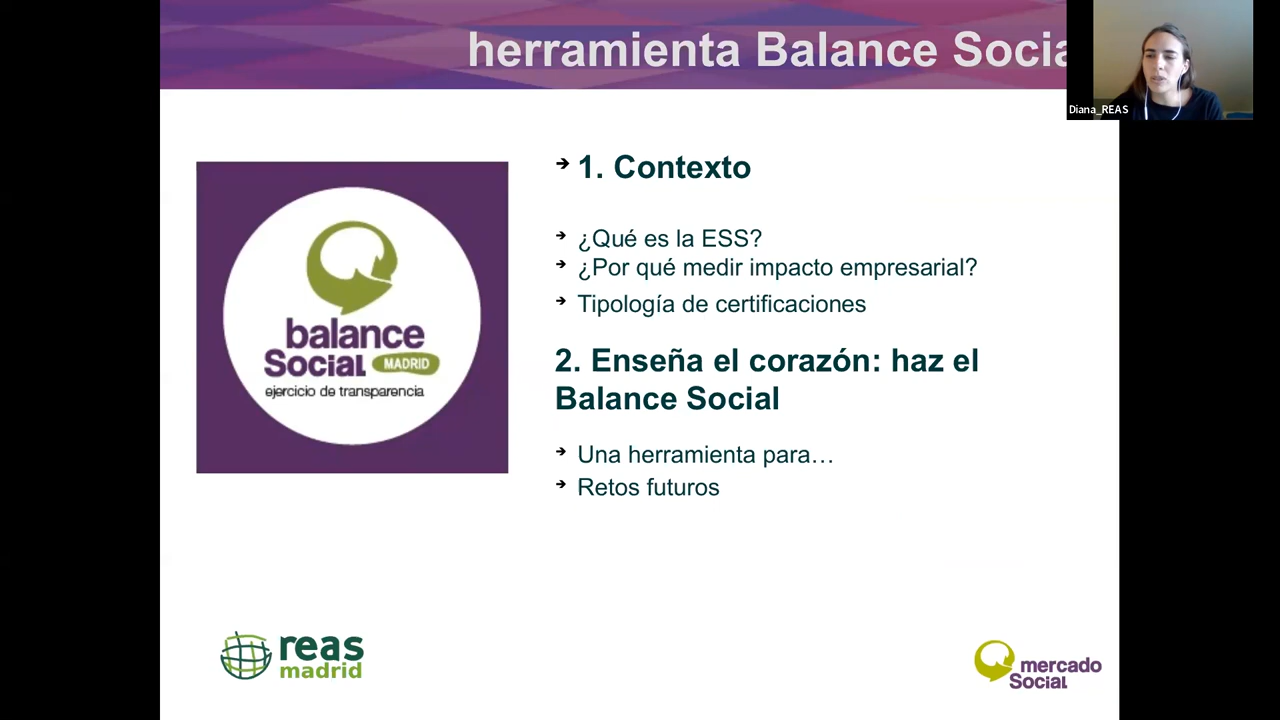 herramienta Balance Socia
Diana_REAS
1. Contexto
¿Qué es la ESS?
¿Por qué medir impacto empresarial?
Tipología de certificaciones
2. Enseña el corazón: haz el
Balance Social
Una herramienta para…
Retos futuros
balance
Social MADRID
ejercicio de transparencia
reas
madrid
mercado
Social